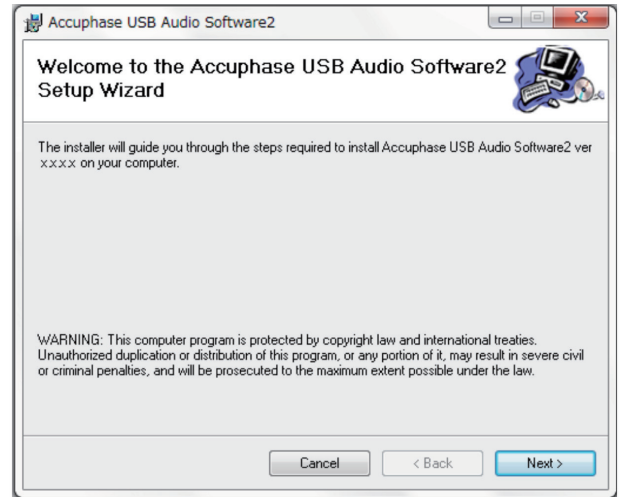 Accuphase USB Audio Software2
Welcome to the Accuphase USB Audio Software2
Setup Wizard
The installer will guide you through the steps required to install Accuphase USB Audio Software2 ver
xxxx on your computer.
WARNING: This computer program is protected by copyright law and international treaties.
Unauthorized duplication or distribution of this program, or any portion of it, may result in severe civil
or criminal penalties, and will be prosecuted to the maximum extent possible under the law.
Cancel
< Back
Next >